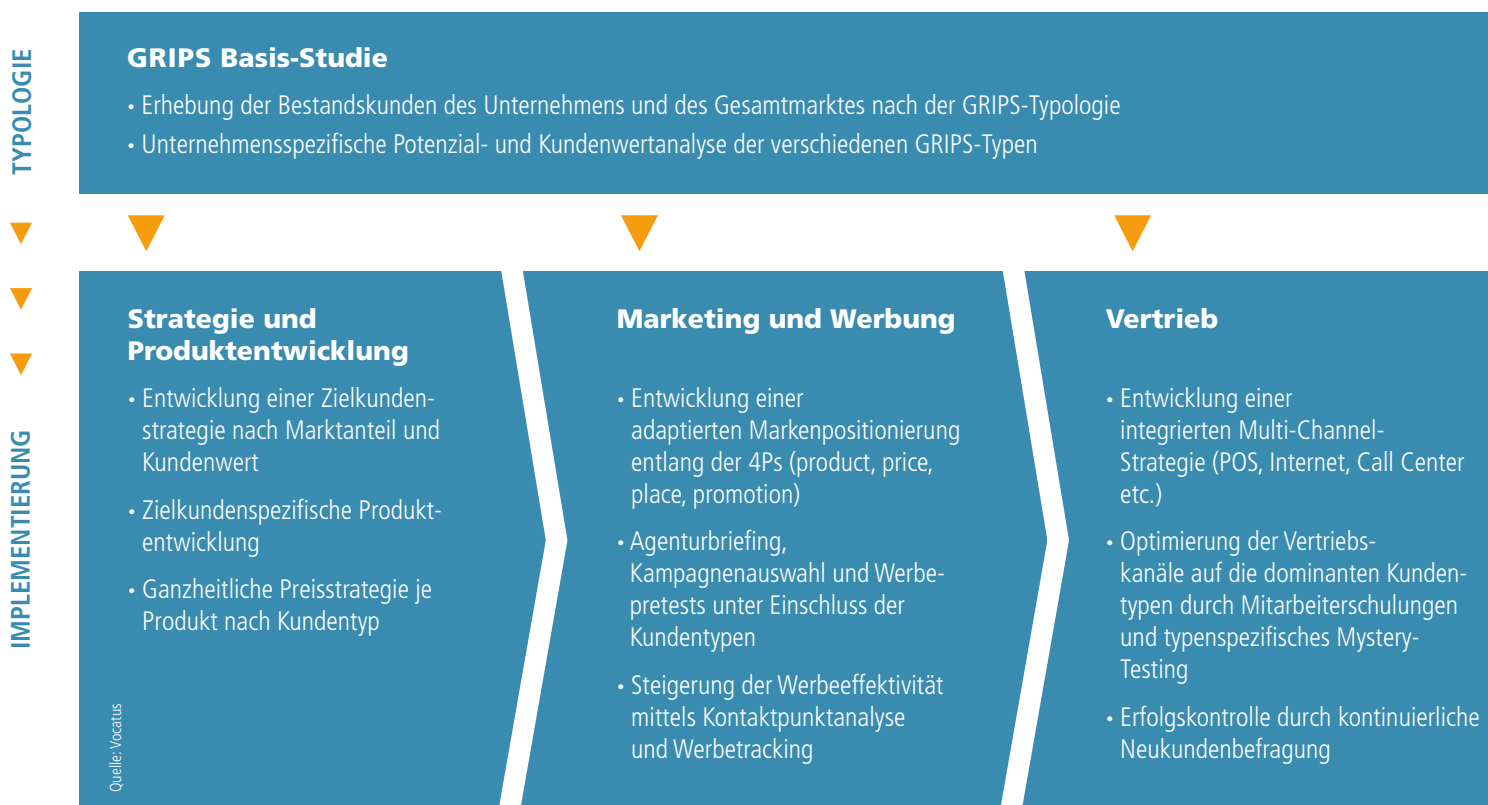 TYPOLOGIE
GRIPS Basis-Studie
• Erhebung der Bestandskunden des Unternehmens und des Gesamtmarktes nach der GRIPS-Typologie
• Unternehmensspezifische Potenzial- und Kundenwertanalyse der verschiedenen GRIPS-Typen
IMPLEMENTIERUNG
Strategie und
Produktentwicklung
• Entwicklung einer Zielkunden-
strategie nach Marktanteil und
Kundenwert
• Zielkundenspezifische Produkt-
entwicklung
• Ganzheitliche Preisstrategie je
Produkt nach Kundentyp
Quelle: Vocatus
Marketing und Werbung
• Entwicklung einer
adaptierten Markenpositionierung
entlang der 4Ps (product, price,
place, promotion)
• Agenturbriefing,
Kampagnenauswahl und Werbe-
pretests unter Einschluss der
Kundentypen
• Steigerung der Werbeeffektivität
mittels Kontaktpunktanalyse
und Werbetracking
Vertrieb
• Entwicklung einer
integrierten Multi-Channel-
Strategie (POS, Internet, Call Center
etc.)
• Optimierung der Vertriebs-
kanäle auf die dominanten Kunden-
typen durch Mitarbeiterschulungen
und typenspezifisches Mystery-
Testing
• Erfolgskontrolle durch kontinuierliche
Neukundenbefragung